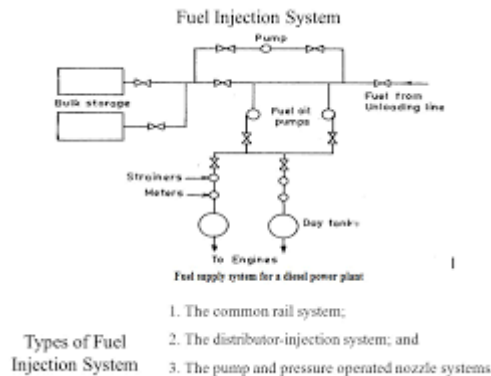 Fuel Injection System
Pump
Bulk storage
Fuel oil
pumps
Fuel from
Unloading line
Strainers
Meters
Day tanks
To Engines
Fuel supply system for a diesel power plant
1
Types of Fuel
Injection System
1. The common rail system;
2. The distributor-injection system; and
3. The pump and pressure operated nozzle systems